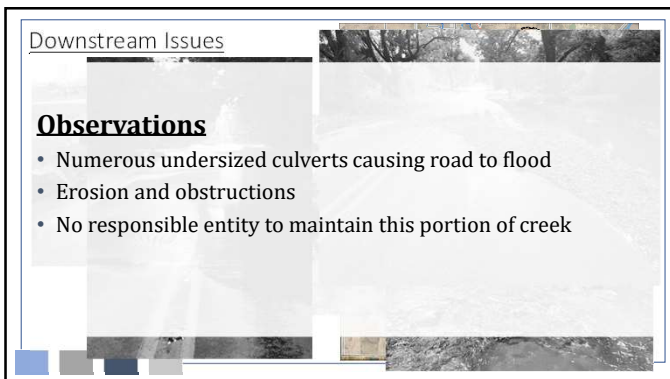 Downstream Issues
Observations
• Numerous undersized culverts causing road to flood
• Erosion and obstructions
• No responsible entity to maintain this portion of creek